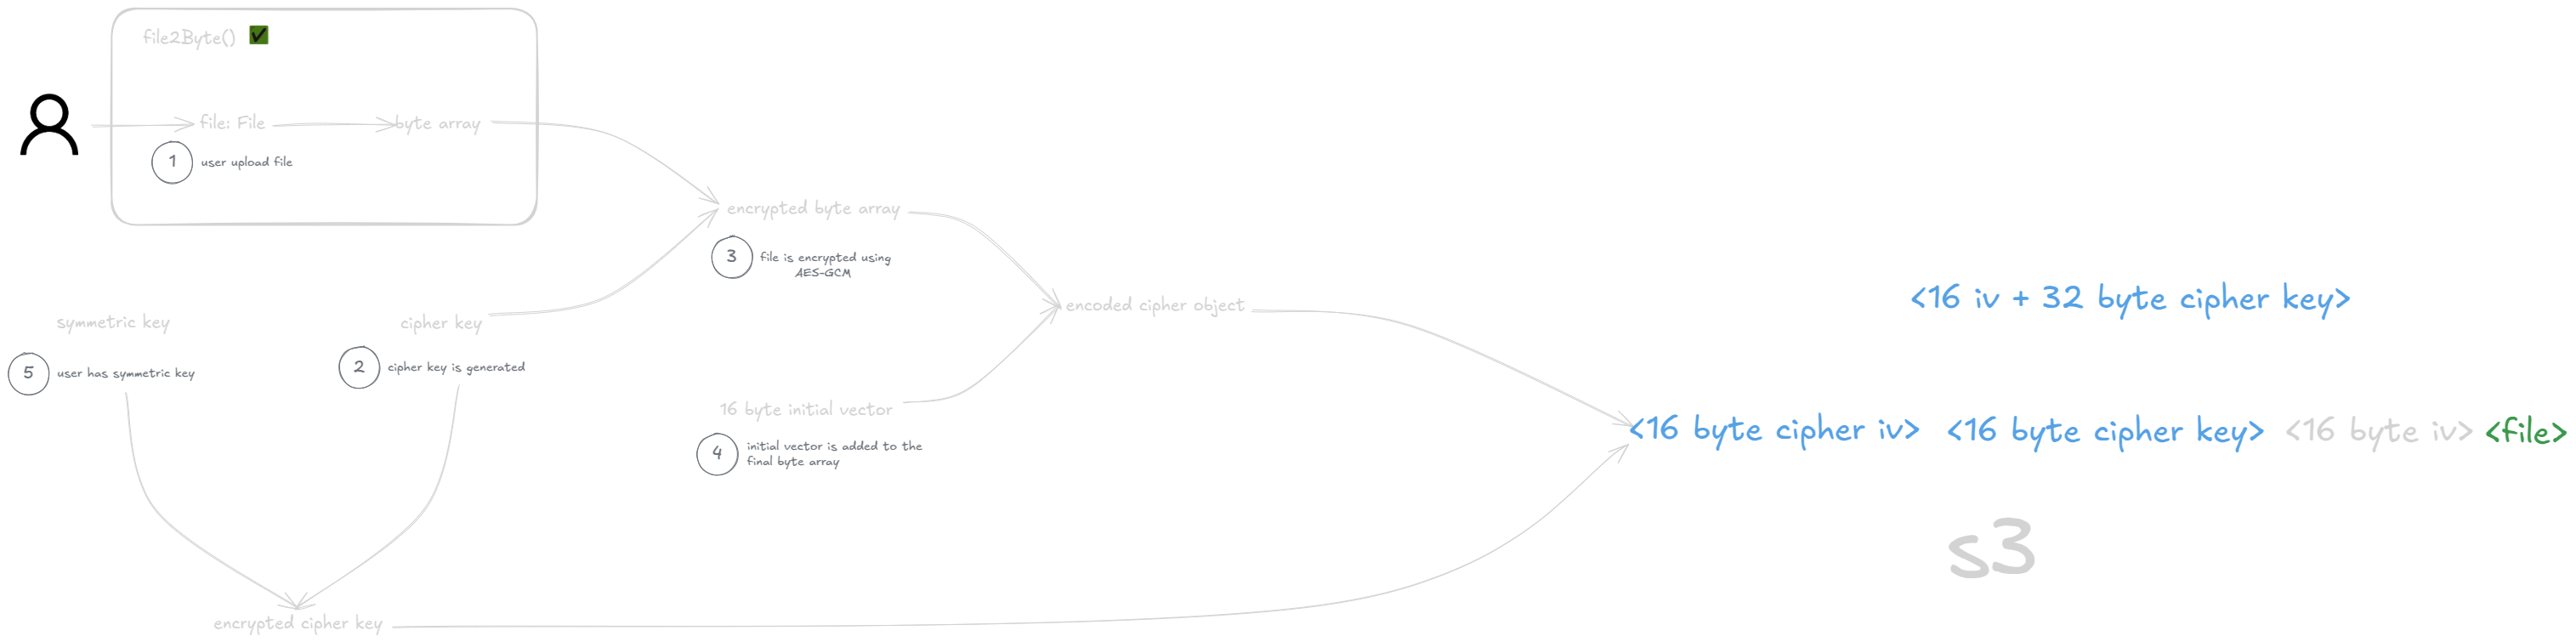 file2Byte() ✅
file: File
byte array
1
user upload file
encrypted byte array
3
file is encrypted using
AES-GCM
symmetric key
5
user has symmetric key
cipher key
2
cipher key is generated
encoded cipher object
16 byte initial vector
4
initial vector is added to the
final byte array
encrypted cipher key
<16 iv + 32 byte cipher key>
<16 byte cipher iv> <16 byte cipher key> <16 byte iv> <file>
s3